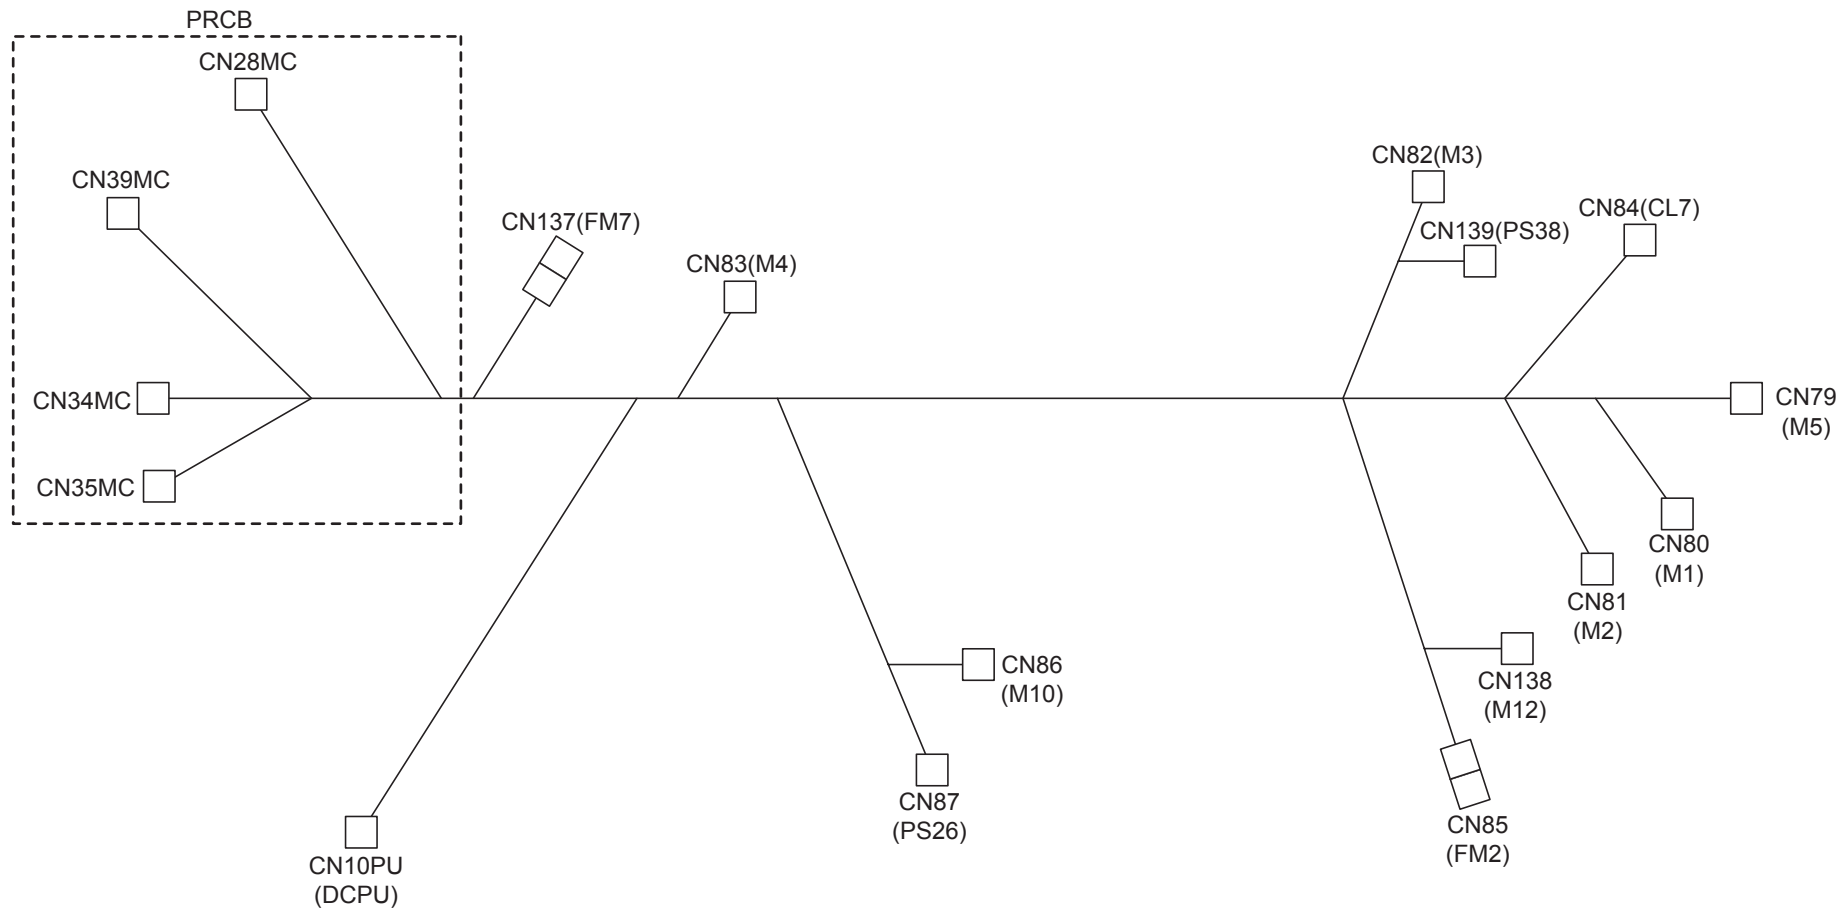 PRCB
CN28MC
CN39MC
CN34MC
CN35MC
CN137(FM7)
CN83(M4)
CN82(M3)
CN139(PS38)
CN84(CL7)
CN79
(M5)
CN80
(M1)
CN81
(M2)
CN86
(M10)
CN138
(M12)
CN87
(PS26)
CN85
(FM2)
CN10PU
(DCPU)